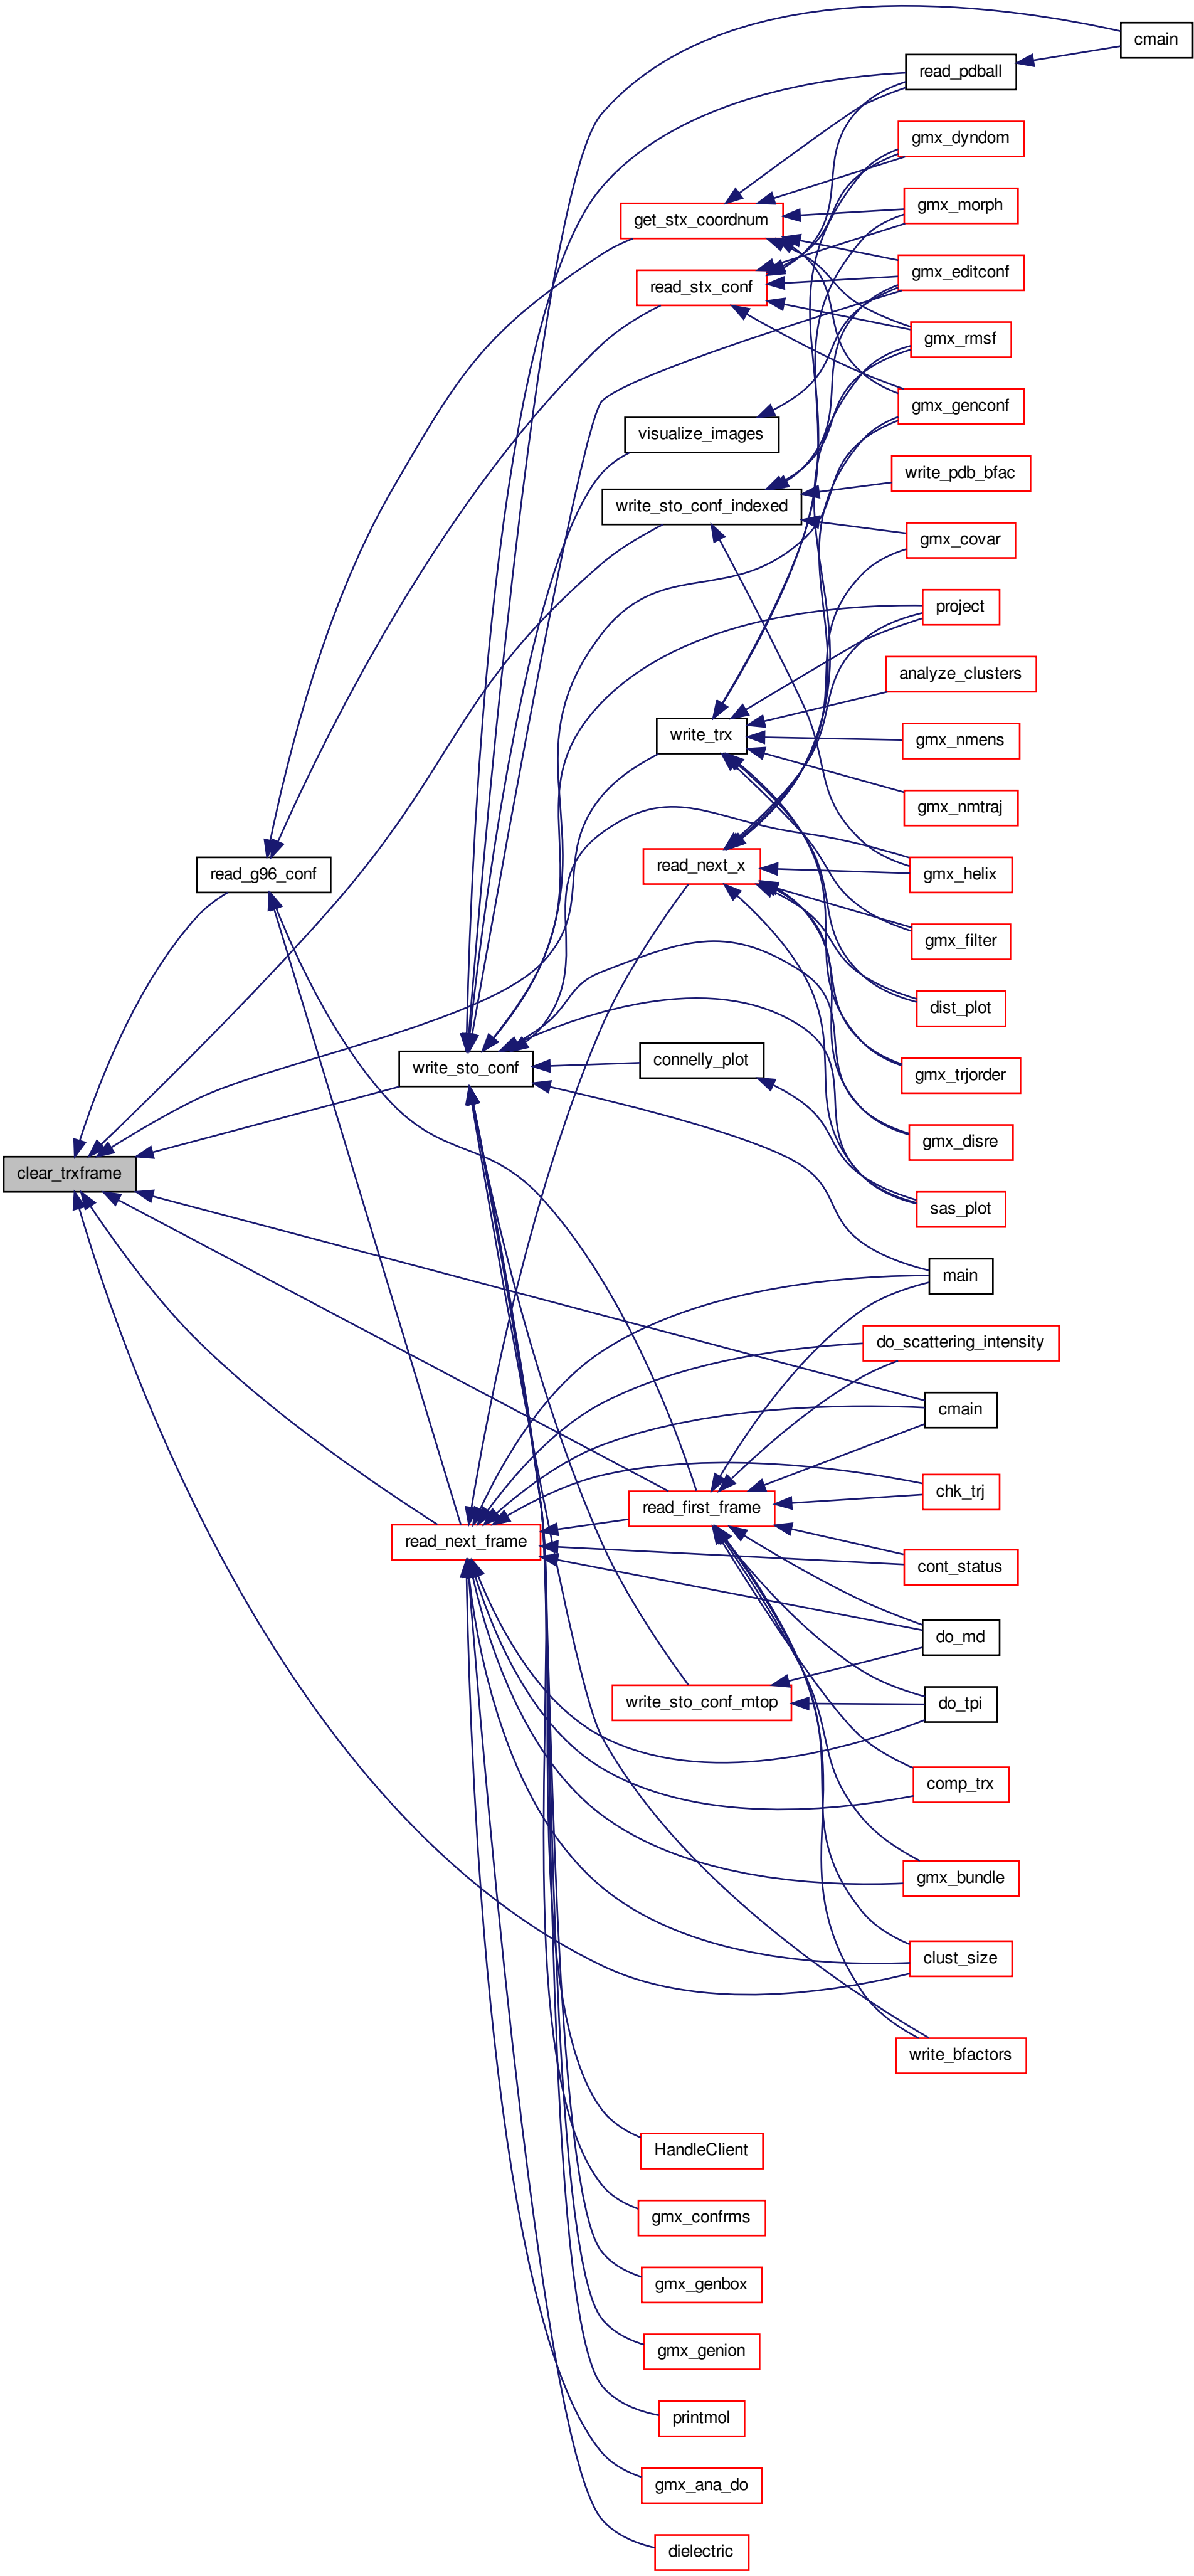 cmain
read_pdball
gmx_dyndom
gmx_morph
get_stx_coordnum
gmx_editconf
read_stx_conf
gmx_rmsf
gmx_genconf
visualize_images
write_pdb_bfac
write_sto_conf_indexed
gmx_covar
project
analyze_clusters
write_trx
gmx_nmens
gmx_nmtraj
read_next_x
read_g96_conf
gmx_helix
gmx_filter
dist_plot
connelly_plot
write_sto_conf
gmx_trjorder
gmx_disre
clear_trxframe
sas_plot
main
do_scattering_intensity
cmain
chk_trj
read_first_frame
read_next_frame
cont_status
do_md
write_sto_conf_mtop
do_tpi
comp_trx
gmx_bundle
clust_size
write_bfactors
HandleClient
gmx_confrms
gmx_genbox
gmx_genion
printmol
gmx_ana_do
dielectric